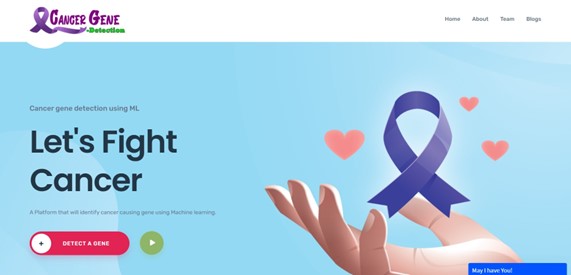 Cancer Gene
-Detection
Home About Team Blogs
Cancer gene detection using ML
Let's Fight
Cancer
A Platform that will identify cancer causing gene using Machine learning.
+ DETECT A GENE
May I have You!